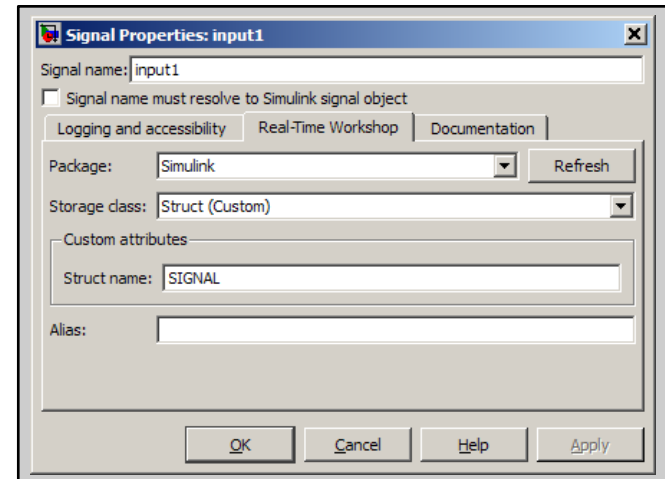 Signal Properties: input1
Signal name: input1
Signal name must resolve to Simulink signal object
Logging and accessibility Real-Time Workshop Documentation
Package: Simulink Refresh
Storage class: Struct (Custom)
Custom attributes
Struct name: SIGNAL
Alias:
OK Cancel Help Apply